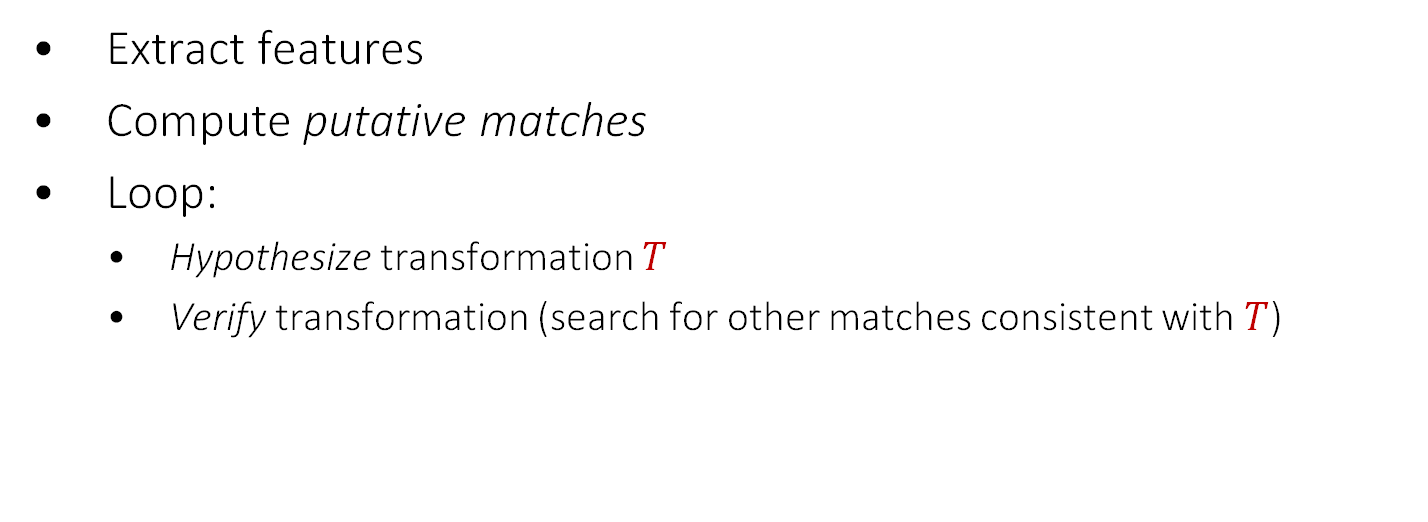 • Extract features
• Compute putative matches
• Loop:
• Hypothesize transformation T
• Verify transformation (search for other matches consistent with T)